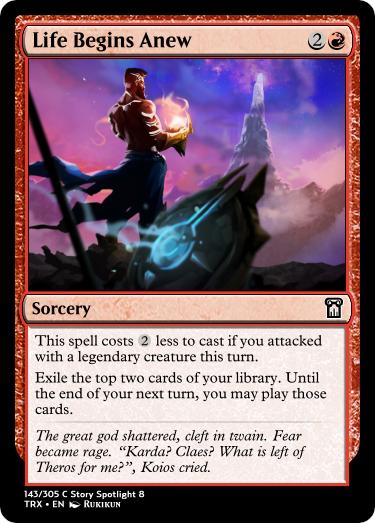 Life Begins Anew 2
Sorcery
This spell costs 2 less to cast if you attacked
with a legendary creature this turn.
Exile the top two cards of your library. Until
the end of your next turn, you may play those
cards.
The great god shattered, cleft in twain. Fear
became rage. “Karda? Claes? What is left of
Theros for me?”, Koios cried.
143/305 C Story Spotlight 8
TRX • EN Rukikun